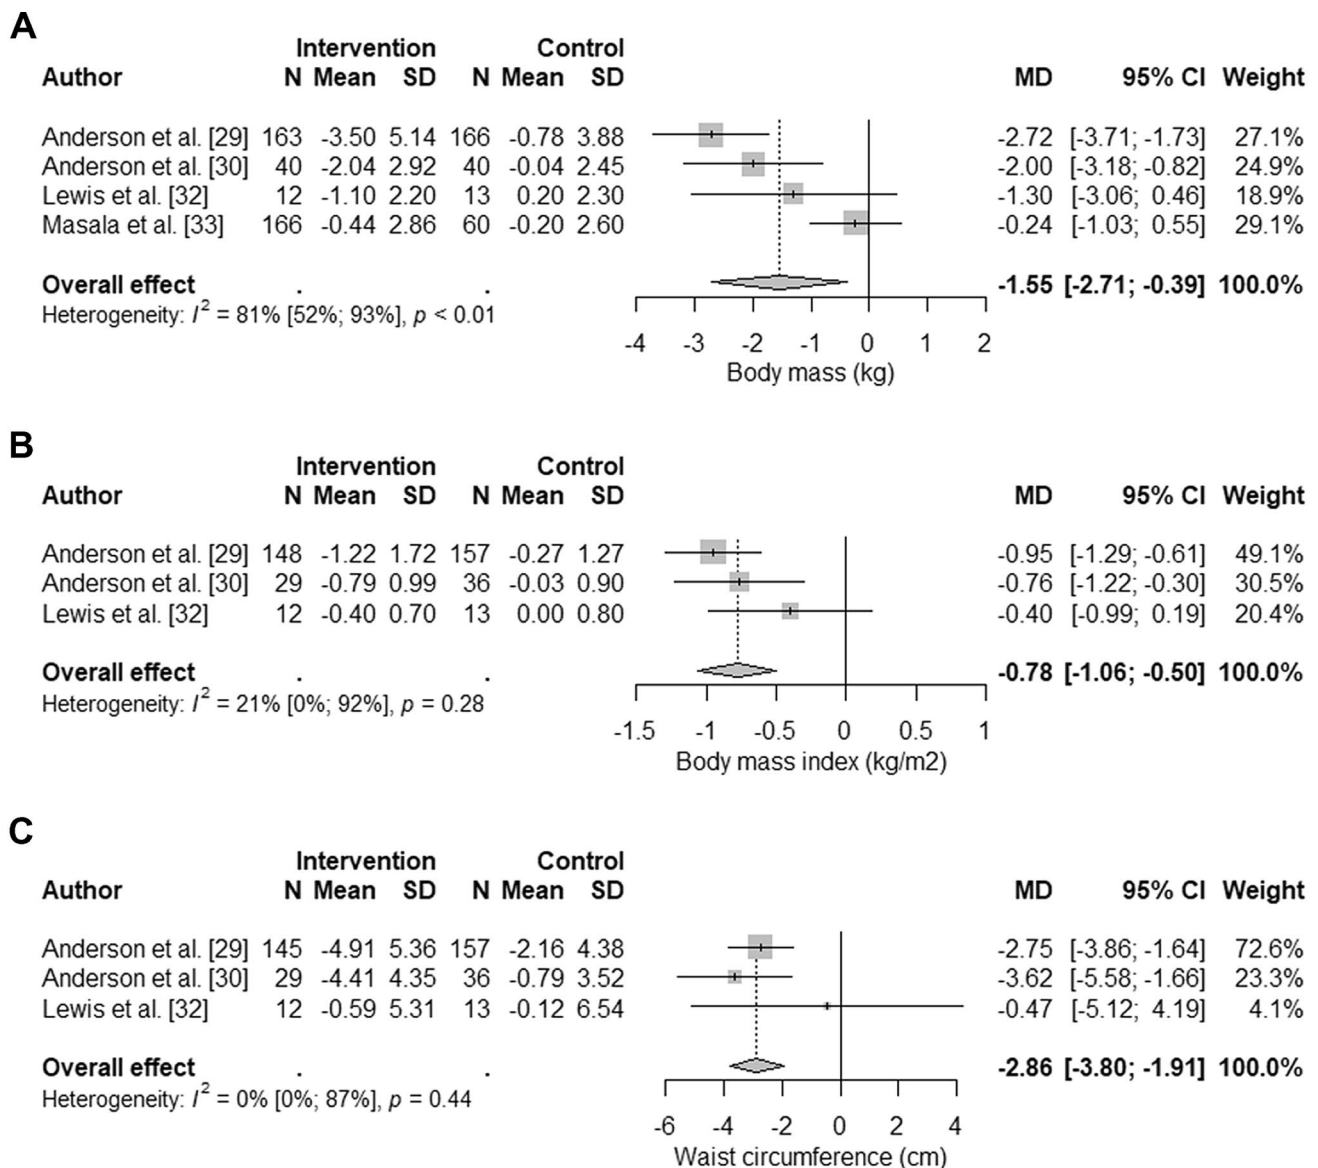 A
Intervention Control
Author N Mean SD N Mean SD MD 95% CI Weight
Anderson et al. [29] 163 -3.50 5.14 166 -0.78 3.88 -2.72 [-3.71; -1.73] 27.1%
Anderson et al. [30] 40 -2.04 2.92 40 -0.04 2.45 -2.00 [-3.18; -0.82] 24.9%
Lewis et al. [32] 12 -1.10 2.20 13 0.20 2.30 -1.30 [-3.06; 0.46] 18.9%
Masala et al. [33] 166 -0.44 2.86 60 -0.20 2.60 -0.24 [-1.03; 0.55] 29.1%
Overall effect . . -1.55 [-2.71; -0.39] 100.0%
Heterogeneity: I² = 81% [52%; 93%], p < 0.01
-4 -3 -2 -1 0 1 2
Body mass (kg)
B
Intervention Control
Author N Mean SD N Mean SD MD 95% CI Weight
Anderson et al. [29] 148 -1.22 1.72 157 -0.27 1.27 -0.95 [-1.29; -0.61] 49.1%
Anderson et al. [30] 29 -0.79 0.99 36 -0.03 0.90 -0.76 [-1.22; -0.30] 30.5%
Lewis et al. [32] 12 -0.40 0.70 13 0.00 0.80 -0.40 [-0.99; 0.19] 20.4%
Overall effect . . -0.78 [-1.06; -0.50] 100.0%
Heterogeneity: I² = 21% [0%; 92%], p = 0.28
-1.5 -1 -0.5 0 0.5 1
Body mass index (kg/m2)
C
Intervention Control
Author N Mean SD N Mean SD MD 95% CI Weight
Anderson et al. [29] 145 -4.91 5.36 157 -2.16 4.38 -2.75 [-3.86; -1.64] 72.6%
Anderson et al. [30] 29 -4.41 4.35 36 -0.79 3.52 -3.62 [-5.58; -1.66] 23.3%
Lewis et al. [32] 12 -0.59 5.31 13 -0.12 6.54 -0.47 [-5.12; 4.19] 4.1%
Overall effect . . -2.86 [-3.80; -1.91] 100.0%
Heterogeneity: I² = 0% [0%; 87%], p = 0.44
-6 -4 -2 0 2 4
Waist circumference (cm)